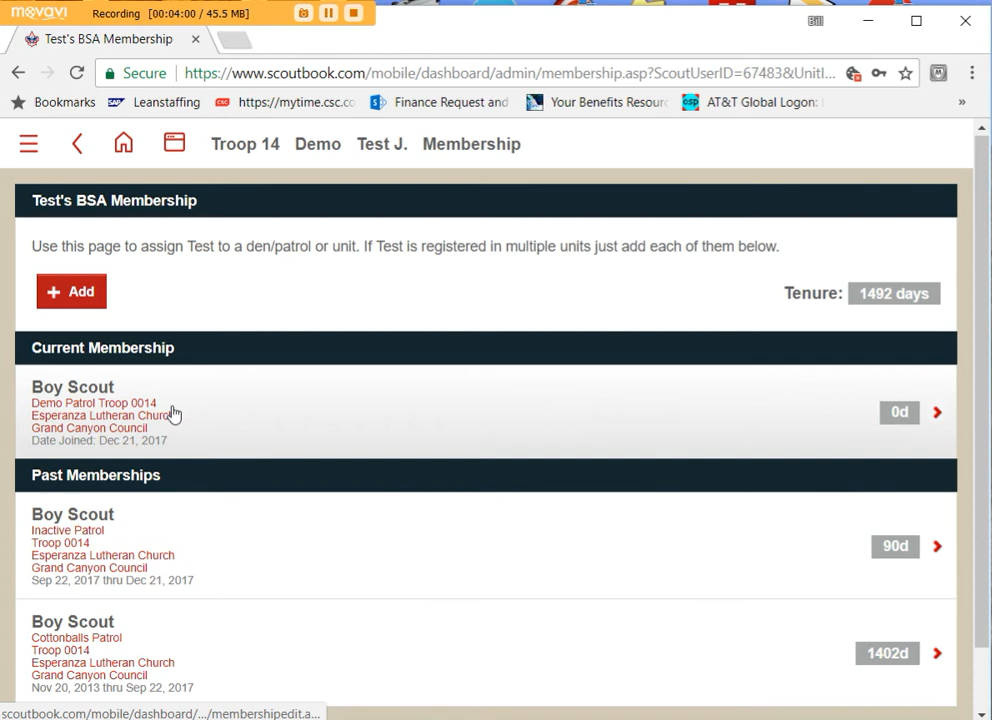 movavi Recording [00:04:00 / 45.5 MB]
Bill
Test's BSA Membership
Secure https://www.scoutbook.com/mobile/dashboard/admin/membership.asp?ScoutUserID=67483&UnitI...
Bookmarks SAP Leanstaffing CSC https://mytime.csc.co Finance Request and Your Benefits Resour csp AT&T Global Logon: »
Troop 14 Demo Test J. Membership
Test's BSA Membership
Use this page to assign Test to a den/patrol or unit. If Test is registered in multiple units just add each of them below.
+ Add
Tenure: 1492 days
Current Membership
Boy Scout
Demo Patrol Troop 0014
Esperanza Lutheran Churc
Grand Canyon Council
Date Joined: Dec 21, 2017
0d
Past Memberships
Boy Scout
Inactive Patrol
Troop 0014
Esperanza Lutheran Church
Grand Canyon Council
Sep 22, 2017 thru Dec 21, 2017
90d
Boy Scout
Cottonballs Patrol
Troop 0014
Esperanza Lutheran Church
Grand Canyon Council
Nov 20, 2013 thru Sep 22, 2017
1402d
scoutbook.com/mobile/dashboard/.../membershipedit.a...